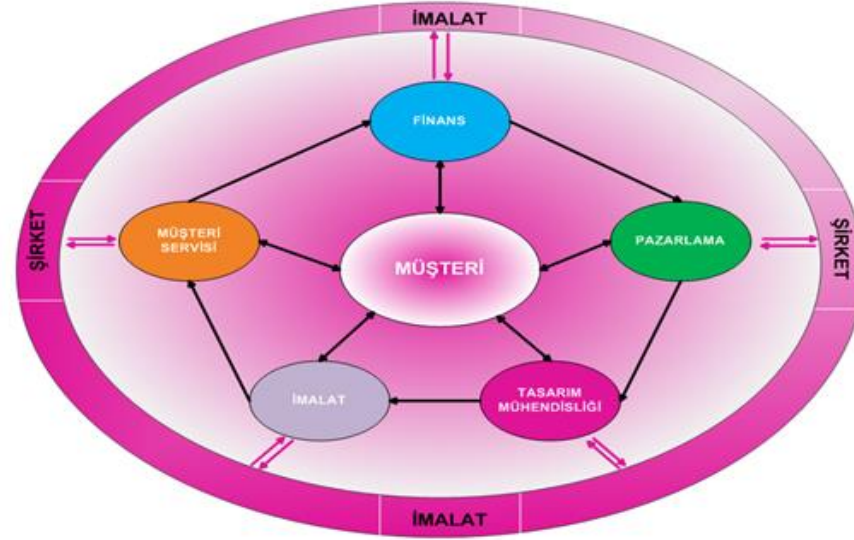 İMALAT
FİNANS
ŞİRKET
MÜŞTERİ
SERVİSİ
MÜŞTERİ
PAZARLAMA
ŞİRKET
İMALAT
TASARIM
MÜHENDİSLİĞİ
İMALAT